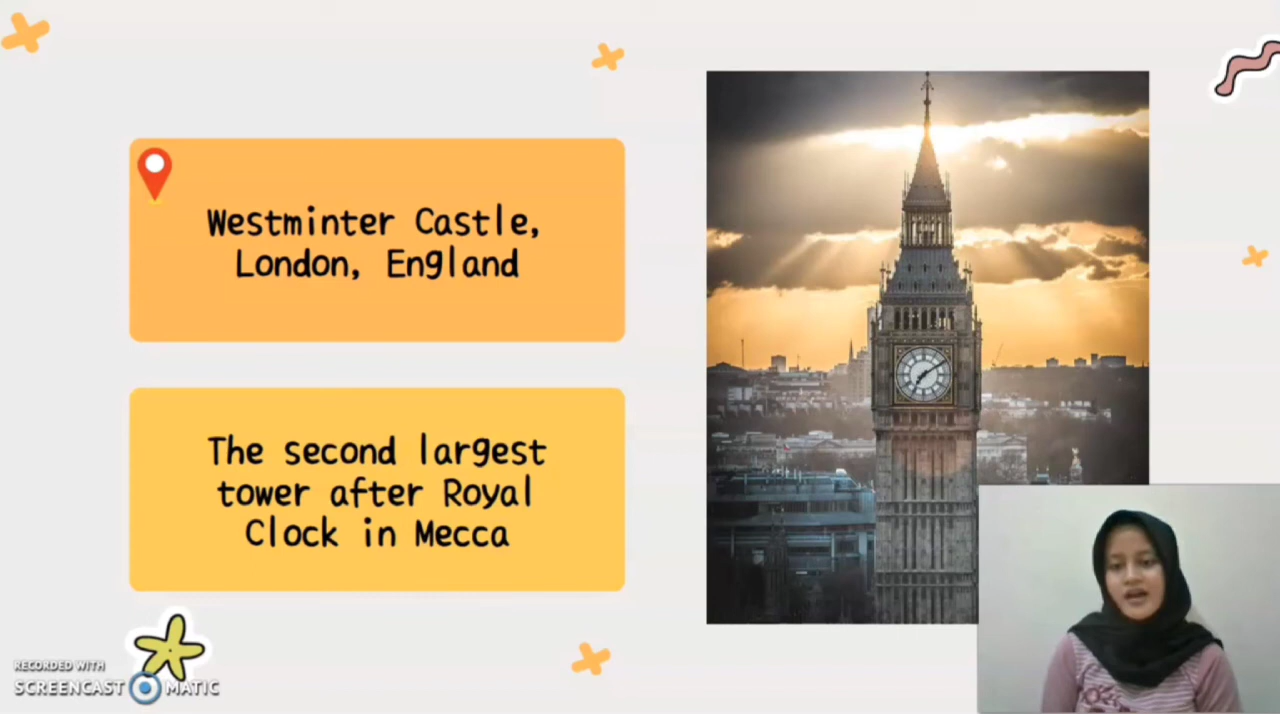 Westminter Castle,
London, England
The second largest
tower after Royal
Clock in Mecca
RECORDED WITH
SCREENCAST MATIC